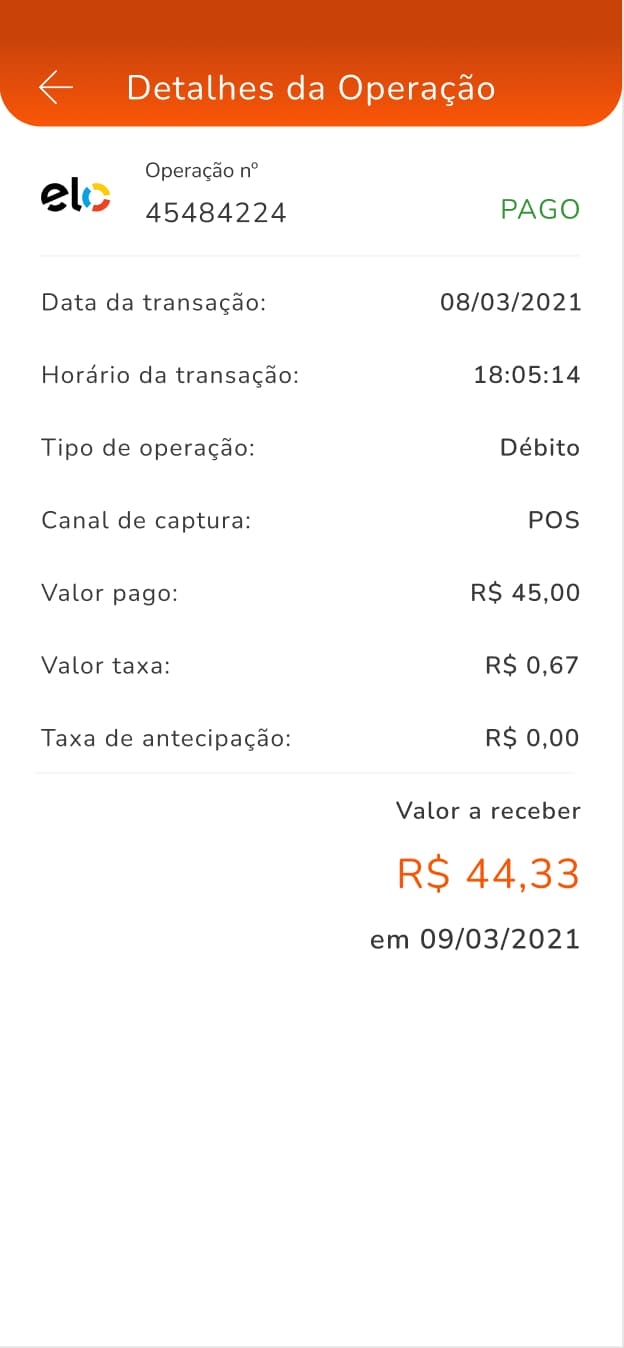 Detalhes da Operação
elo
Operação nº
45484224
PAGO
Data da transação: 08/03/2021
Horário da transação: 18:05:14
Tipo de operação: Débito
Canal de captura: POS
Valor pago: R$ 45,00
Valor taxa: R$ 0,67
Taxa de antecipação: R$ 0,00
Valor a receber
R$ 44,33
em 09/03/2021